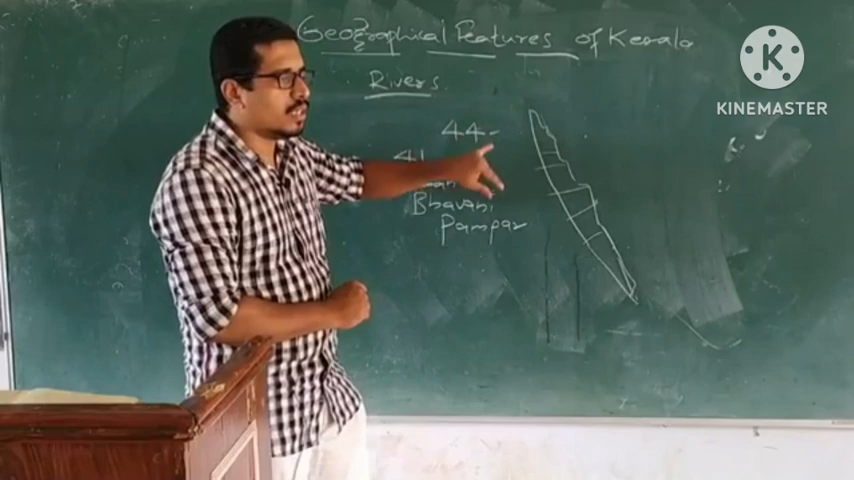 Geographical Features of Kerala
Rivers
44-
41
Bhavani
Pampar
K
KINEMASTER